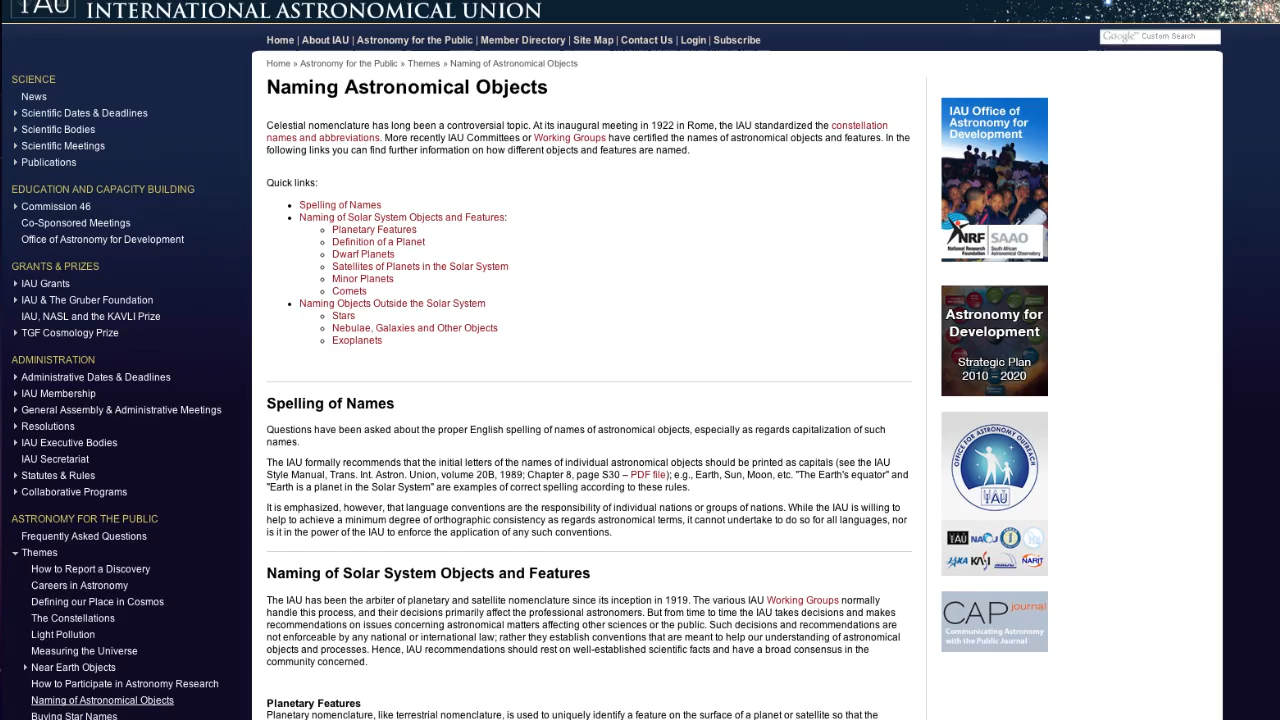 IAU INTERNATIONAL ASTRONOMICAL UNION
Home | About IAU | Astronomy for the Public | Member Directory | Site Map | Contact Us | Login | Subscribe
Google Custom Search
SCIENCE
News
Scientific Dates & Deadlines
Scientific Bodies
Scientific Meetings
Publications
EDUCATION AND CAPACITY BUILDING
Commission 46
Co-Sponsored Meetings
Office of Astronomy for Development
GRANTS & PRIZES
IAU Grants
IAU & The Gruber Foundation
IAU, NASL and the KAVLI Prize
TGF Cosmology Prize
ADMINISTRATION
Administrative Dates & Deadlines
IAU Membership
General Assembly & Administrative Meetings
Resolutions
IAU Executive Bodies
IAU Secretariat
Statutes & Rules
Collaborative Programs
ASTRONOMY FOR THE PUBLIC
Frequently Asked Questions
Themes
How to Report a Discovery
Careers in Astronomy
Defining our Place in Cosmos
The Constellations
Light Pollution
Measuring the Universe
Near Earth Objects
How to Participate in Astronomy Research
Naming of Astronomical Objects
Buying Star Names
Home » Astronomy for the Public » Themes » Naming of Astronomical Objects
Naming Astronomical Objects
Celestial nomenclature has long been a controversial topic. At its inaugural meeting in 1922 in Rome, the IAU standardized the constellation
names and abbreviations. More recently IAU Committees or Working Groups have certified the names of astronomical objects and features. In the
following links you can find further information on how different objects and features are named.
Quick links:
Spelling of Names
Naming of Solar System Objects and Features:
Planetary Features
Definition of a Planet
Dwarf Planets
Satellites of Planets in the Solar System
Minor Planets
Comets
Naming Objects Outside the Solar System
Stars
Nebulae, Galaxies and Other Objects
Exoplanets
Spelling of Names
Questions have been asked about the proper English spelling of names of astronomical objects, especially as regards capitalization of such
names.
The IAU formally recommends that the initial letters of the names of individual astronomical objects should be printed as capitals (see the IAU
Style Manual, Trans. Int. Astron. Union, volume 20B, 1989; Chapter 8, page S30 – PDF file); e.g., Earth, Sun, Moon, etc. "The Earth's equator" and
"Earth is a planet in the Solar System" are examples of correct spelling according to these rules.
It is emphasized, however, that language conventions are the responsibility of individual nations or groups of nations. While the IAU is willing to
help to achieve a minimum degree of orthographic consistency as regards astronomical terms, it cannot undertake to do so for all languages, nor
is it in the power of the IAU to enforce the application of any such conventions.
Naming of Solar System Objects and Features
The IAU has been the arbiter of planetary and satellite nomenclature since its inception in 1919. The various IAU Working Groups normally
handle this process, and their decisions primarily affect the professional astronomers. But from time to time the IAU takes decisions and makes
recommendations on issues concerning astronomical matters affecting other sciences or the public. Such decisions and recommendations are
not enforceable by any national or international law; rather they establish conventions that are meant to help our understanding of astronomical
objects and processes. Hence, IAU recommendations should rest on well-established scientific facts and have a broad consensus in the
community concerned.
Planetary Features
Planetary nomenclature, like terrestrial nomenclature, is used to uniquely identify a feature on the surface of a planet or satellite so that the
IAU Office of
Astronomy for
Development
NRF
National Research
Foundation
SAAO
South African
Astronomical Observatory
Astronomy for
Development
Strategic Plan
2010 – 2020
OFFICE FOR ASTRONOMY OUTREACH
IAU
IAU NAOJ
JAXA KASI NARIT
CAPjournal
Communicating Astronomy
with the Public Journal